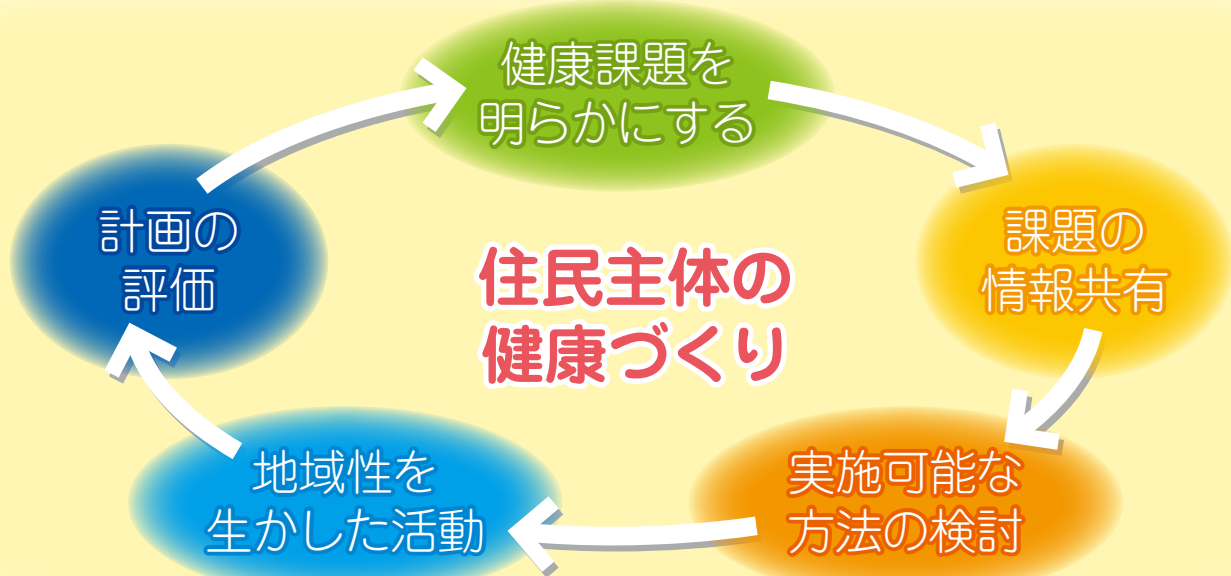 健康課題を
明らかにする
課題の
情報共有
実施可能な
方法の検討
地域性を
生かした活動
計画の
評価
住民主体の
健康づくり